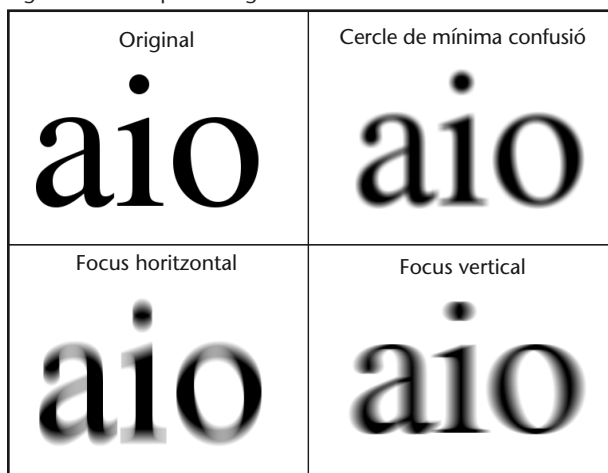 Original
aio
Cercle de mínima confusió
aio
Focus horitzontal
aio
Focus vertical
aio